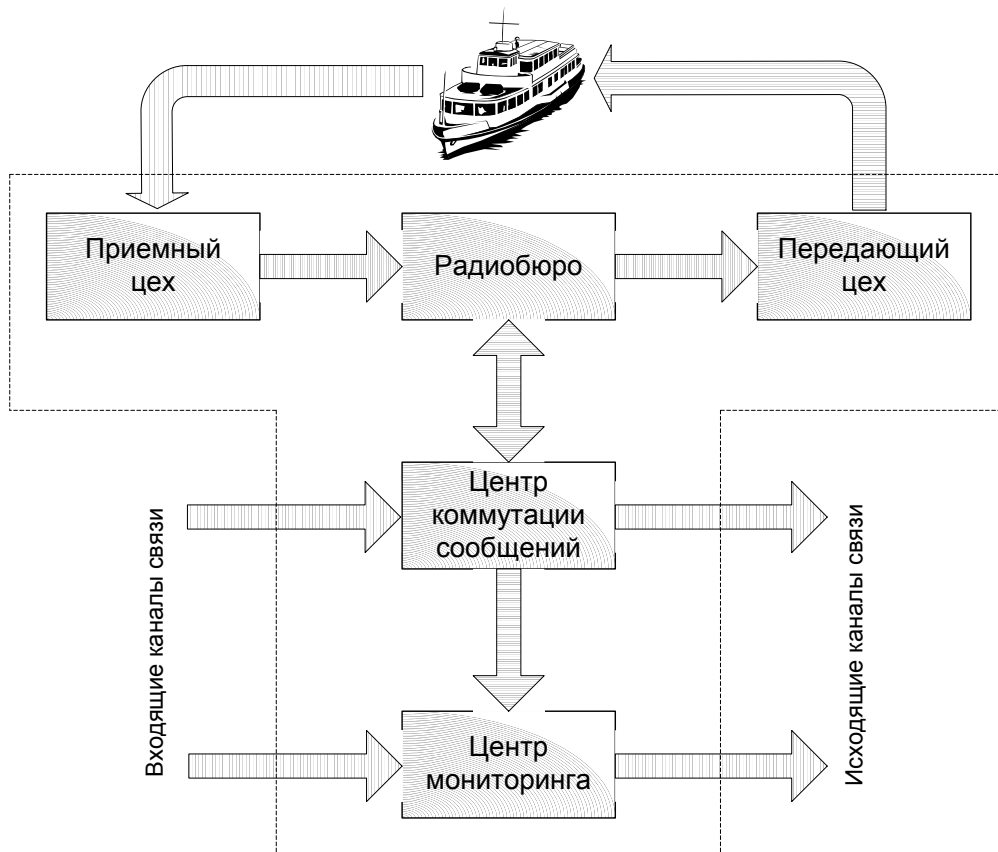 Приемный
цех
Радиобюро
Передающий
цех
Центр
коммутации
сообщений
Входящие каналы связи
Исходящие каналы связи
Центр
мониторинга